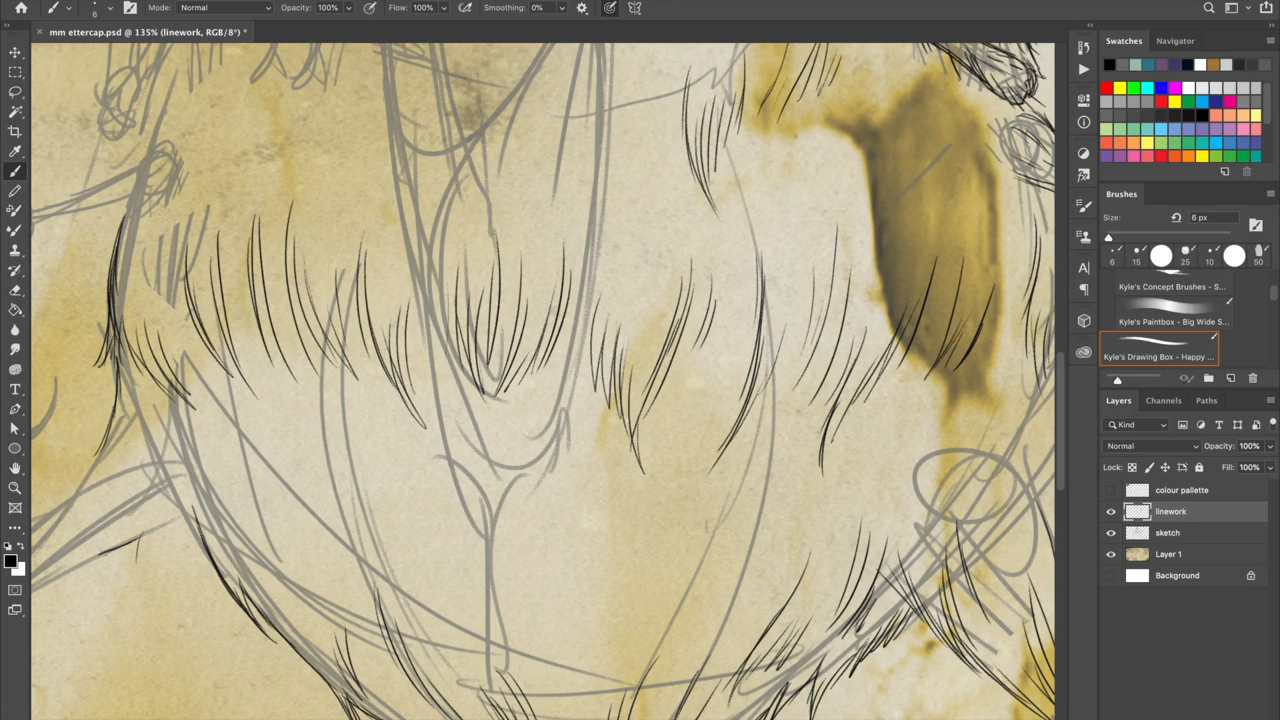 6
Mode: Normal
Opacity: 100%
Flow: 100%
Smoothing: 0%
× mm ettercap.psd @ 135% (linework, RGB/8*) *
Swatches
Navigator
Brushes
Size:
6 px
6
15
25
10
50
Kyle's Concept Brushes - S...
Kyle's Paintbox - Big Wide S...
Kyle's Drawing Box - Happy ...
Layers
Channels
Paths
Kind
Normal
Opacity: 100%
Lock:
Fill: 100%
colour pallette
linework
sketch
Layer 1
Background